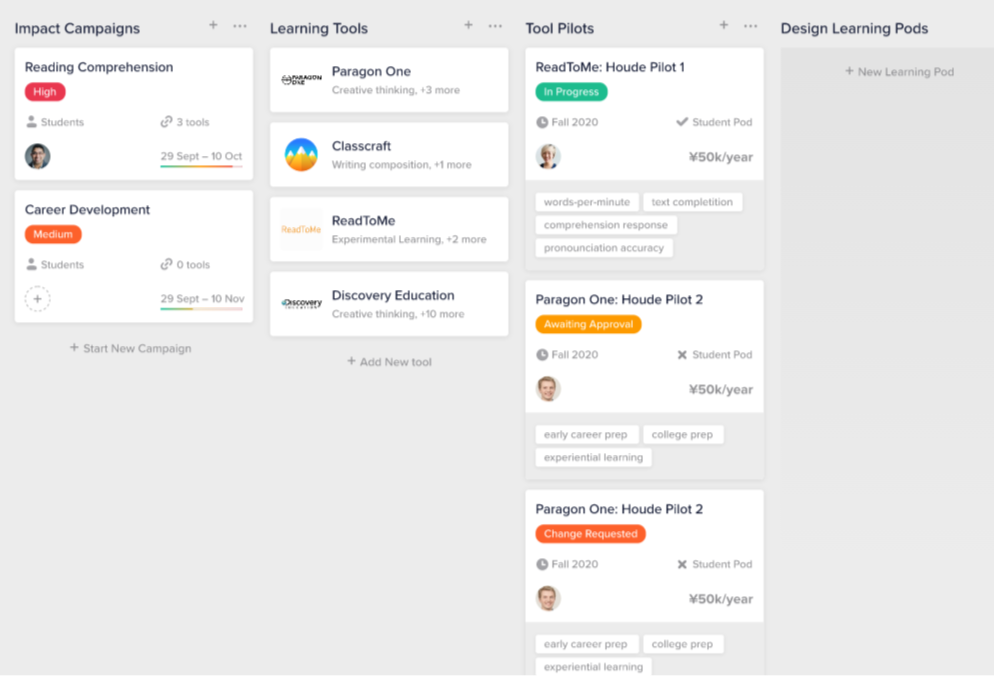 Impact Campaigns
Reading Comprehension
High
Students
3 tools
29 Sept – 10 Oct
Career Development
Medium
Students
0 tools
29 Sept – 10 Nov
+ Start New Campaign
Learning Tools
PARAGON
ONE
Paragon One
Creative thinking, +3 more
Classcraft
Writing composition, +1 more
ReadToMe
ReadToMe
Experimental Learning, +2 more
Discovery
Discovery Education
Creative thinking, +10 more
+ Add New tool
Tool Pilots
ReadToMe: Houde Pilot 1
In Progress
Fall 2020
Student Pod
¥50k/year
words-per-minute
text completition
comprehension response
pronounciation accuracy
Paragon One: Houde Pilot 2
Awaiting Approval
Fall 2020
Student Pod
¥50k/year
early career prep
college prep
experiential learning
Paragon One: Houde Pilot 2
Change Requested
Fall 2020
Student Pod
¥50k/year
early career prep
college prep
experiential learning
Design Learning Pods
+ New Learning Pod